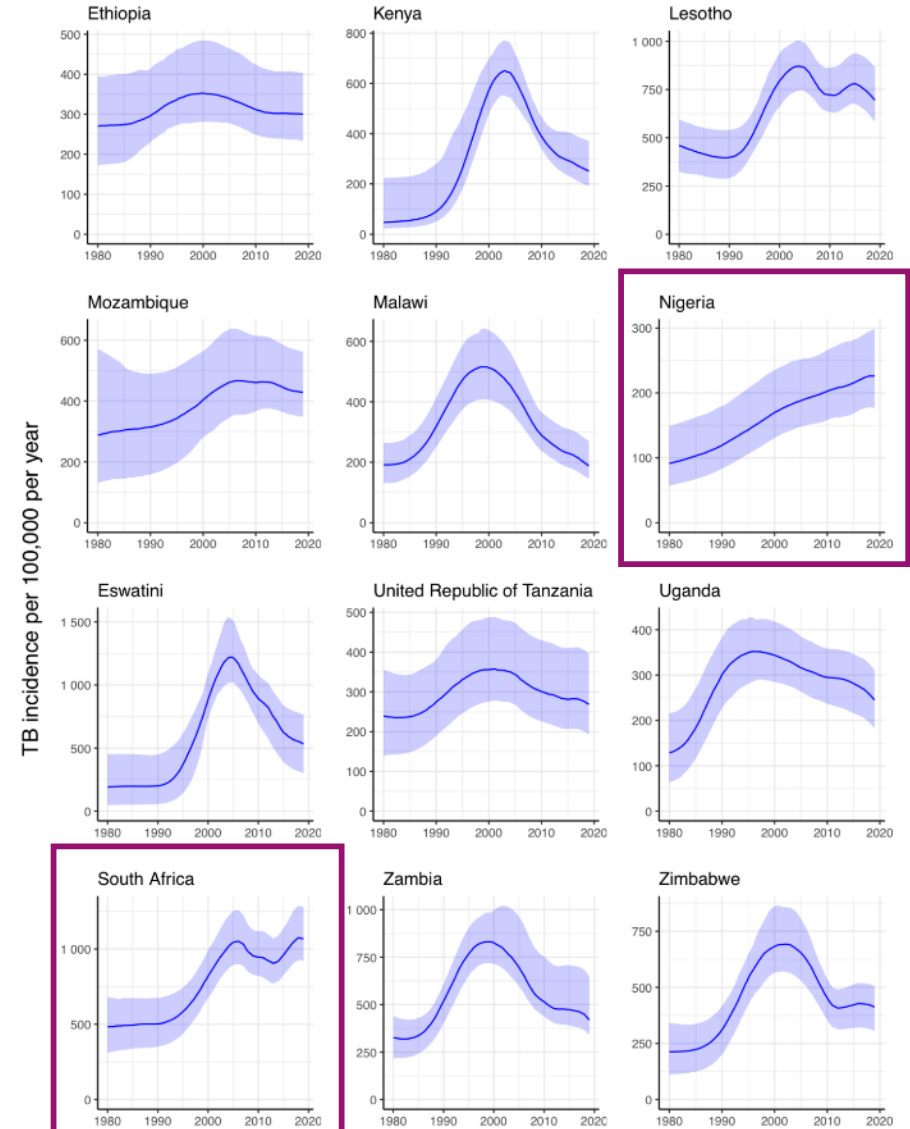 Ethiopia
500
400
300
200
100
0
1980 1990 2000 2010 2020
Kenya
800
600
400
200
0
1980 1990 2000 2010 2020
Lesotho
1 000
750
500
250
0
1980 1990 2000 2010 2020
TB incidence per 100,000 per year
Mozambique
600
400
200
0
1980 1990 2000 2010 2020
Malawi
600
400
200
0
1980 1990 2000 2010 2020
Nigeria
300
200
100
0
1980 1990 2000 2010 2020
Eswatini
1 500
1 000
500
0
1980 1990 2000 2010 2020
United Republic of Tanzania
500
400
300
200
100
0
1980 1990 2000 2010 2020
Uganda
400
300
200
100
0
1980 1990 2000 2010 2020
South Africa
1 000
500
0
1980 1990 2000 2010 2020
Zambia
1 000
750
500
250
0
1980 1990 2000 2010 2020
Zimbabwe
750
500
250
0
1980 1990 2000 2010 2020